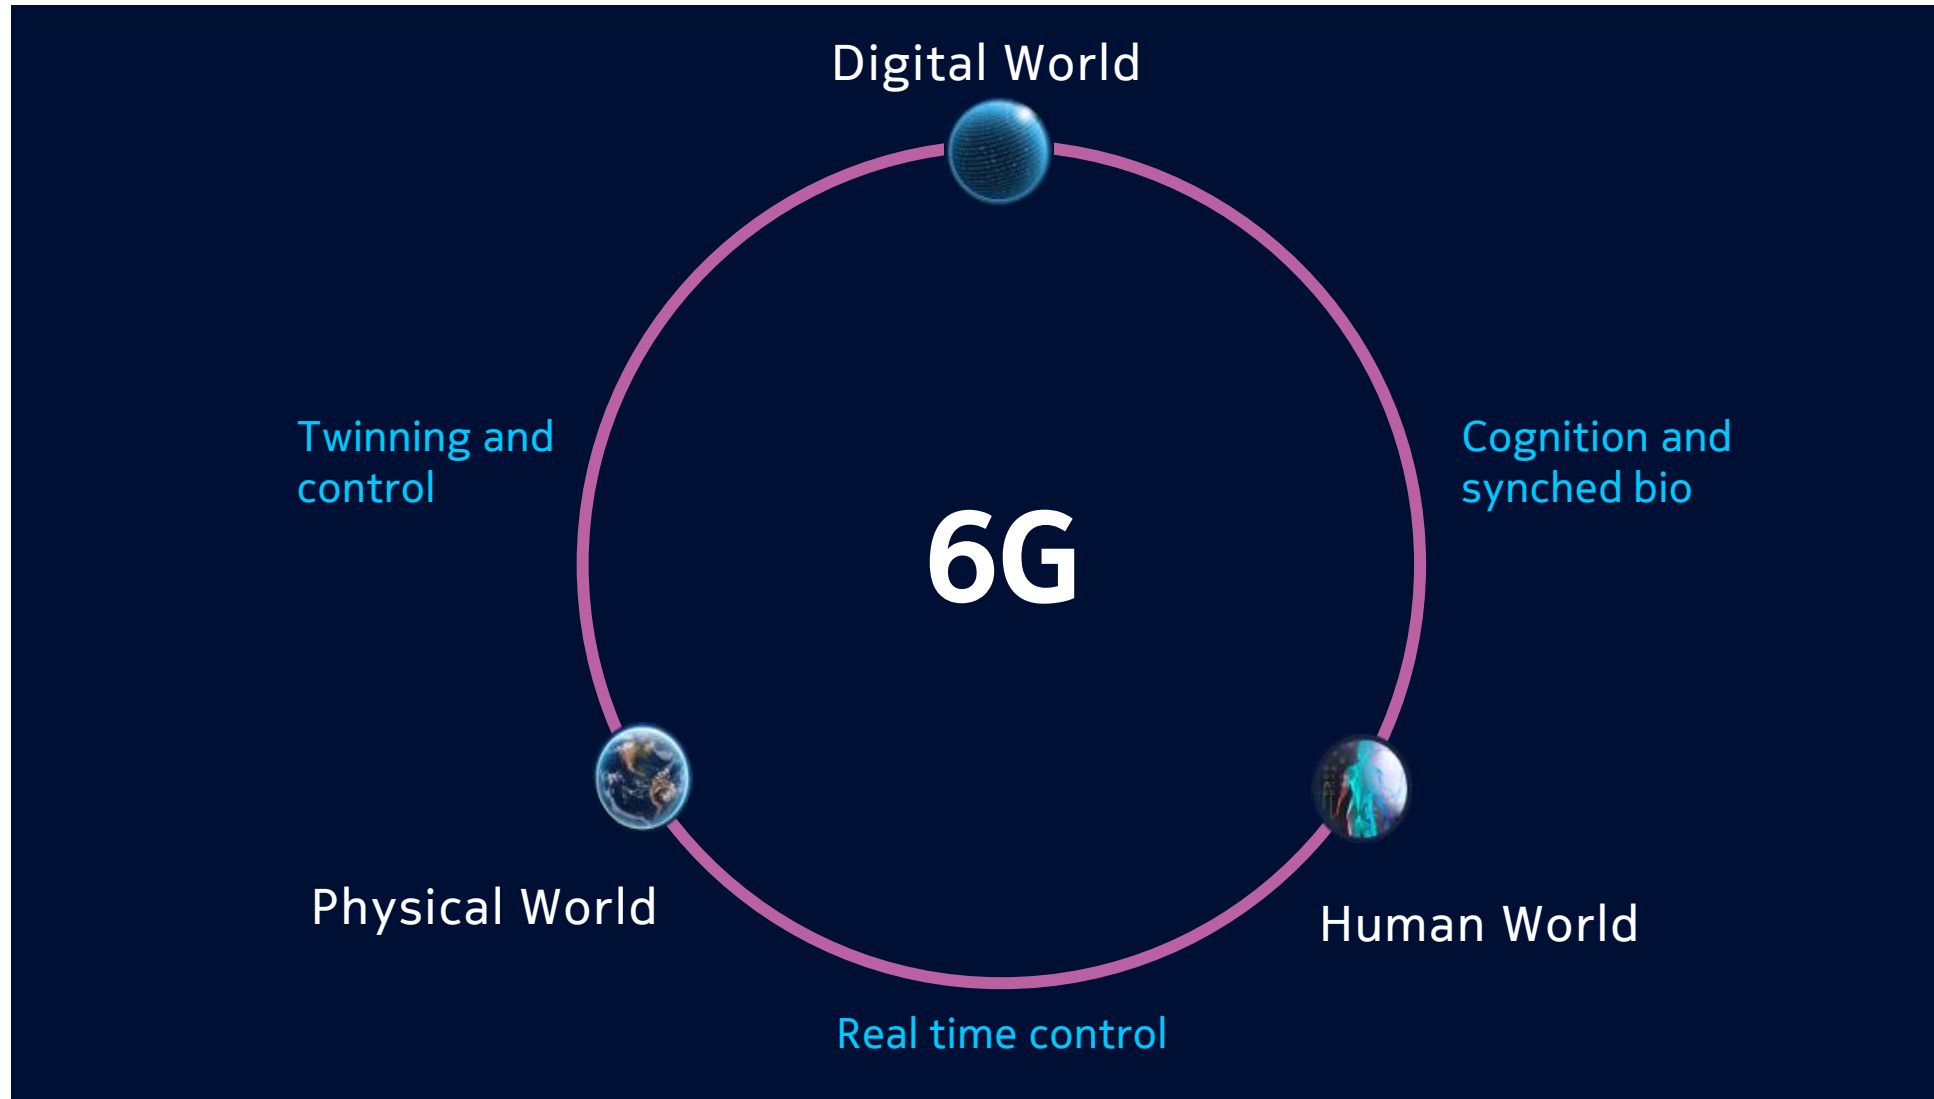 Digital World
Twinning and
control
Cognition and
synched bio
6G
Physical World
Human World
Real time control